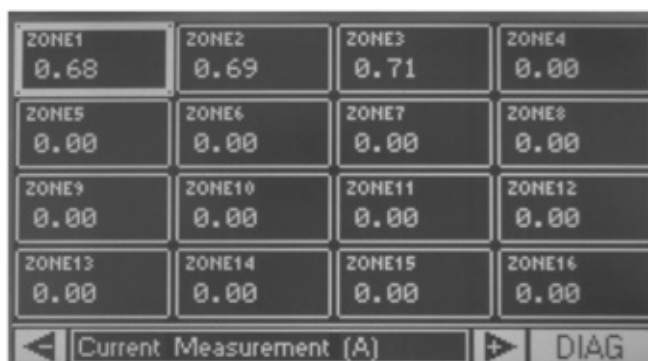 ZONE1 ZONE2 ZONE3 ZONE4
0.68 0.69 0.71 0.00
ZONE5 ZONE6 ZONE7 ZONE8
0.00 0.00 0.00 0.00
ZONE9 ZONE10 ZONE11 ZONE12
0.00 0.00 0.00 0.00
ZONE13 ZONE14 ZONE15 ZONE16
0.00 0.00 0.00 0.00
Current Measurement (A) + DIAG